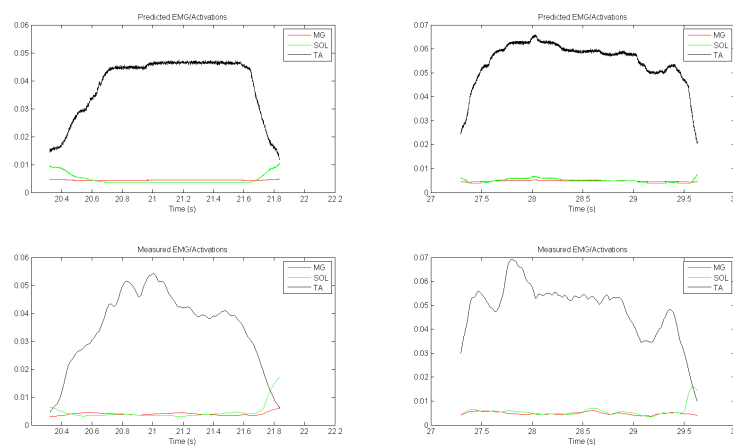 Predicted EMG/Activations
0.06
0.05
0.04
0.03
0.02
0.01
0
MG
SOL
TA
20.4 20.6 20.8 21 21.2 21.4 21.6 21.8 22 22.2
Time (s)
Predicted EMG/Activations
0.07
0.06
0.05
0.04
0.03
0.02
0.01
0
MG
SOL
TA
27 27.5 28 28.5 29 29.5
Time (s)
Measured EMG/Activations
0.06
0.05
0.04
0.03
0.02
0.01
0
MG
SOL
TA
20.4 20.6 20.8 21 21.2 21.4 21.6 21.8 22 22.2
Time (s)
Measured EMG/Activations
0.07
0.06
0.05
0.04
0.03
0.02
0.01
0
MG
SOL
TA
27 27.5 28 28.5 29 29.5
Time (s)